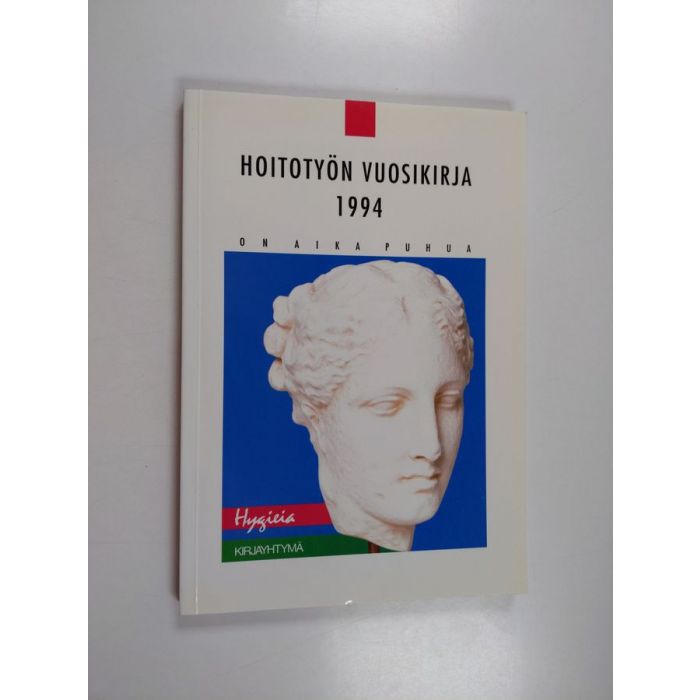 HOITOTYÖN VUOSIKIRJA
1994
ON AIKA PUHUA
Hygieia
KIRJAYHTYMÄ